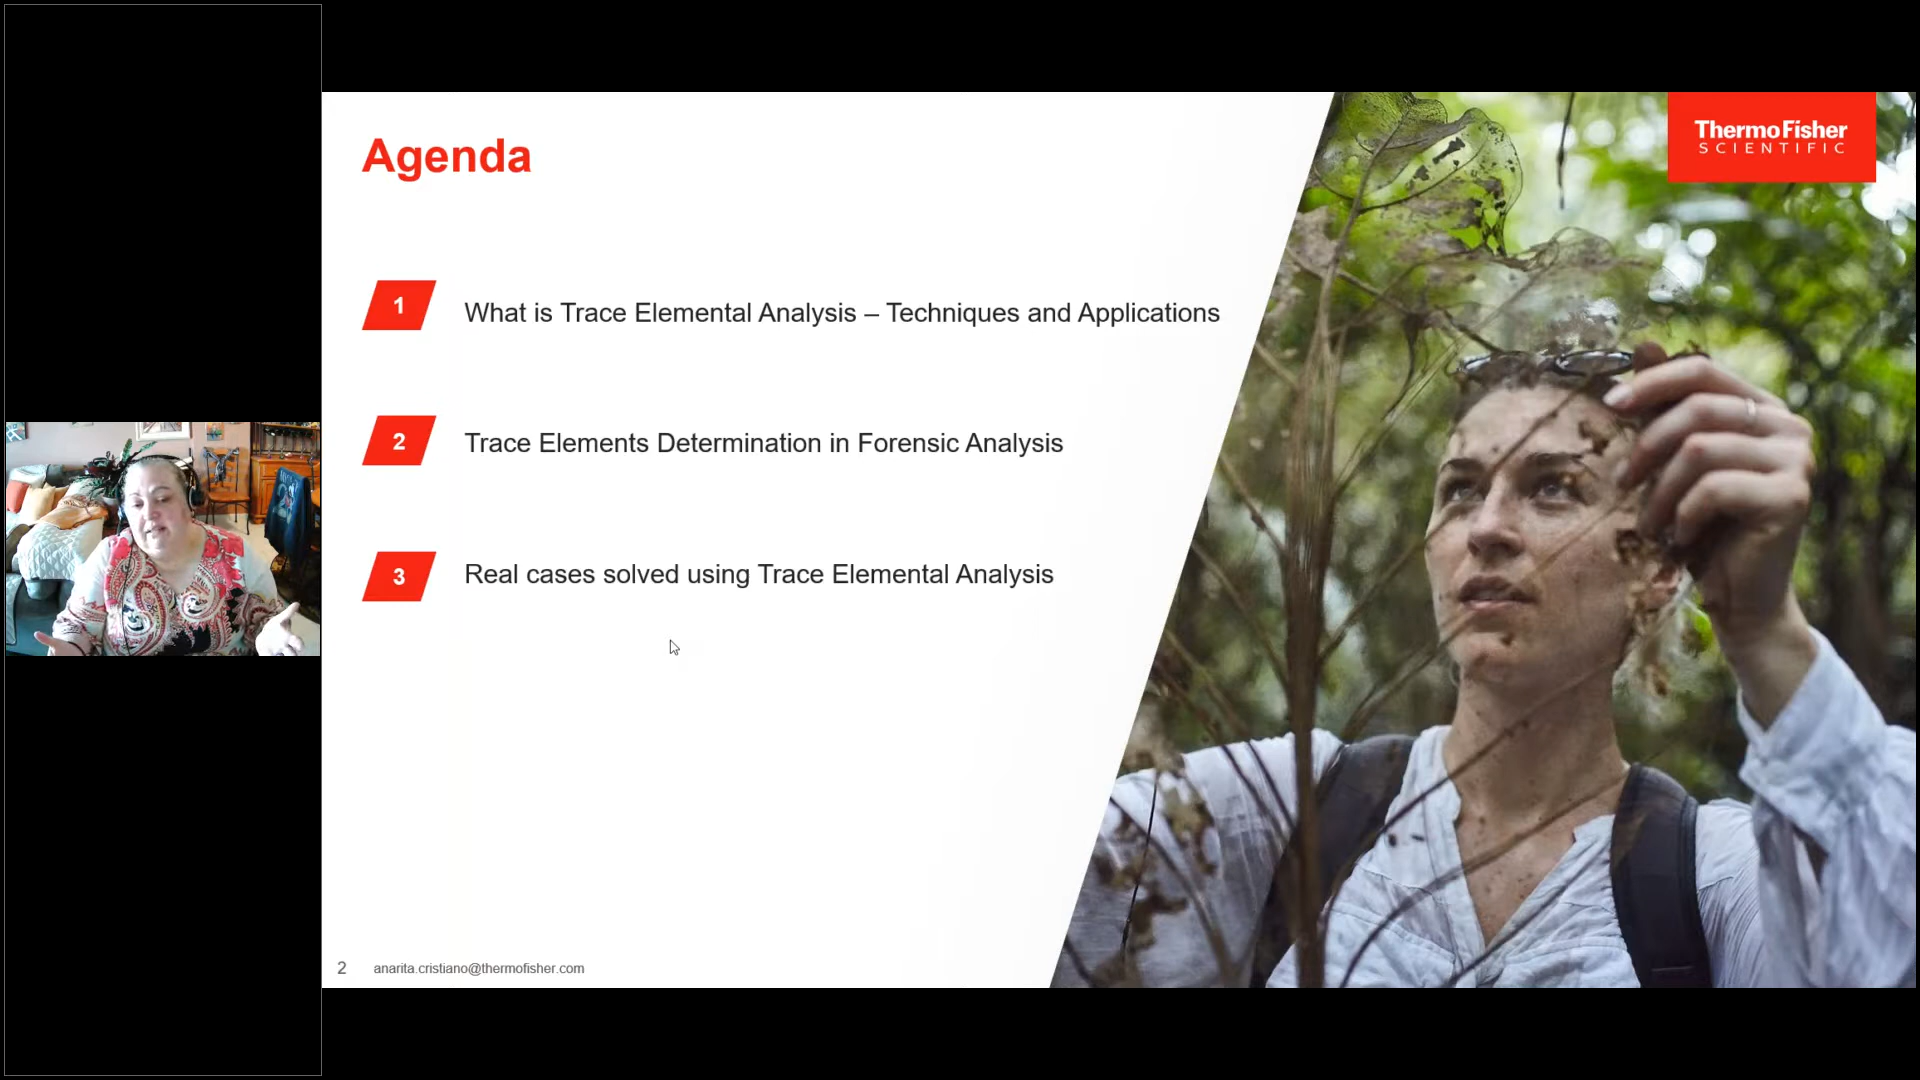 Agenda
ThermoFisher
SCIENTIFIC
1
What is Trace Elemental Analysis – Techniques and Applications
2
Trace Elements Determination in Forensic Analysis
3
Real cases solved using Trace Elemental Analysis
2
anarita.cristiano@thermofisher.com